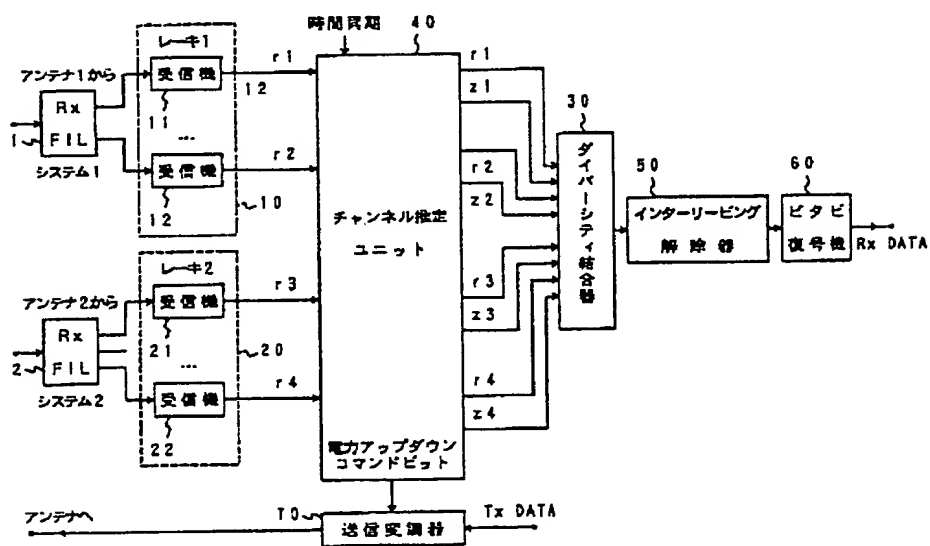 時間同期
40
レーキ1
アンテナ1から
受信機
r1
12
11
Rx
FIL
1
システム1
...
受信機
r2
12
10
r1
z1
r2
z2
チャンネル推定
ユニット
30
ダイバーシティ結合器
50
インターリービング
解除器
60
ビタビ
復号機
Rx DATA
レーキ2
アンテナ2から
受信機
r3
21
20
Rx
FIL
2
システム2
...
受信機
r4
22
r3
z3
r4
z4
電力アップダウン
コマンドビット
アンテナへ
T0
送信変調器
Tx DATA